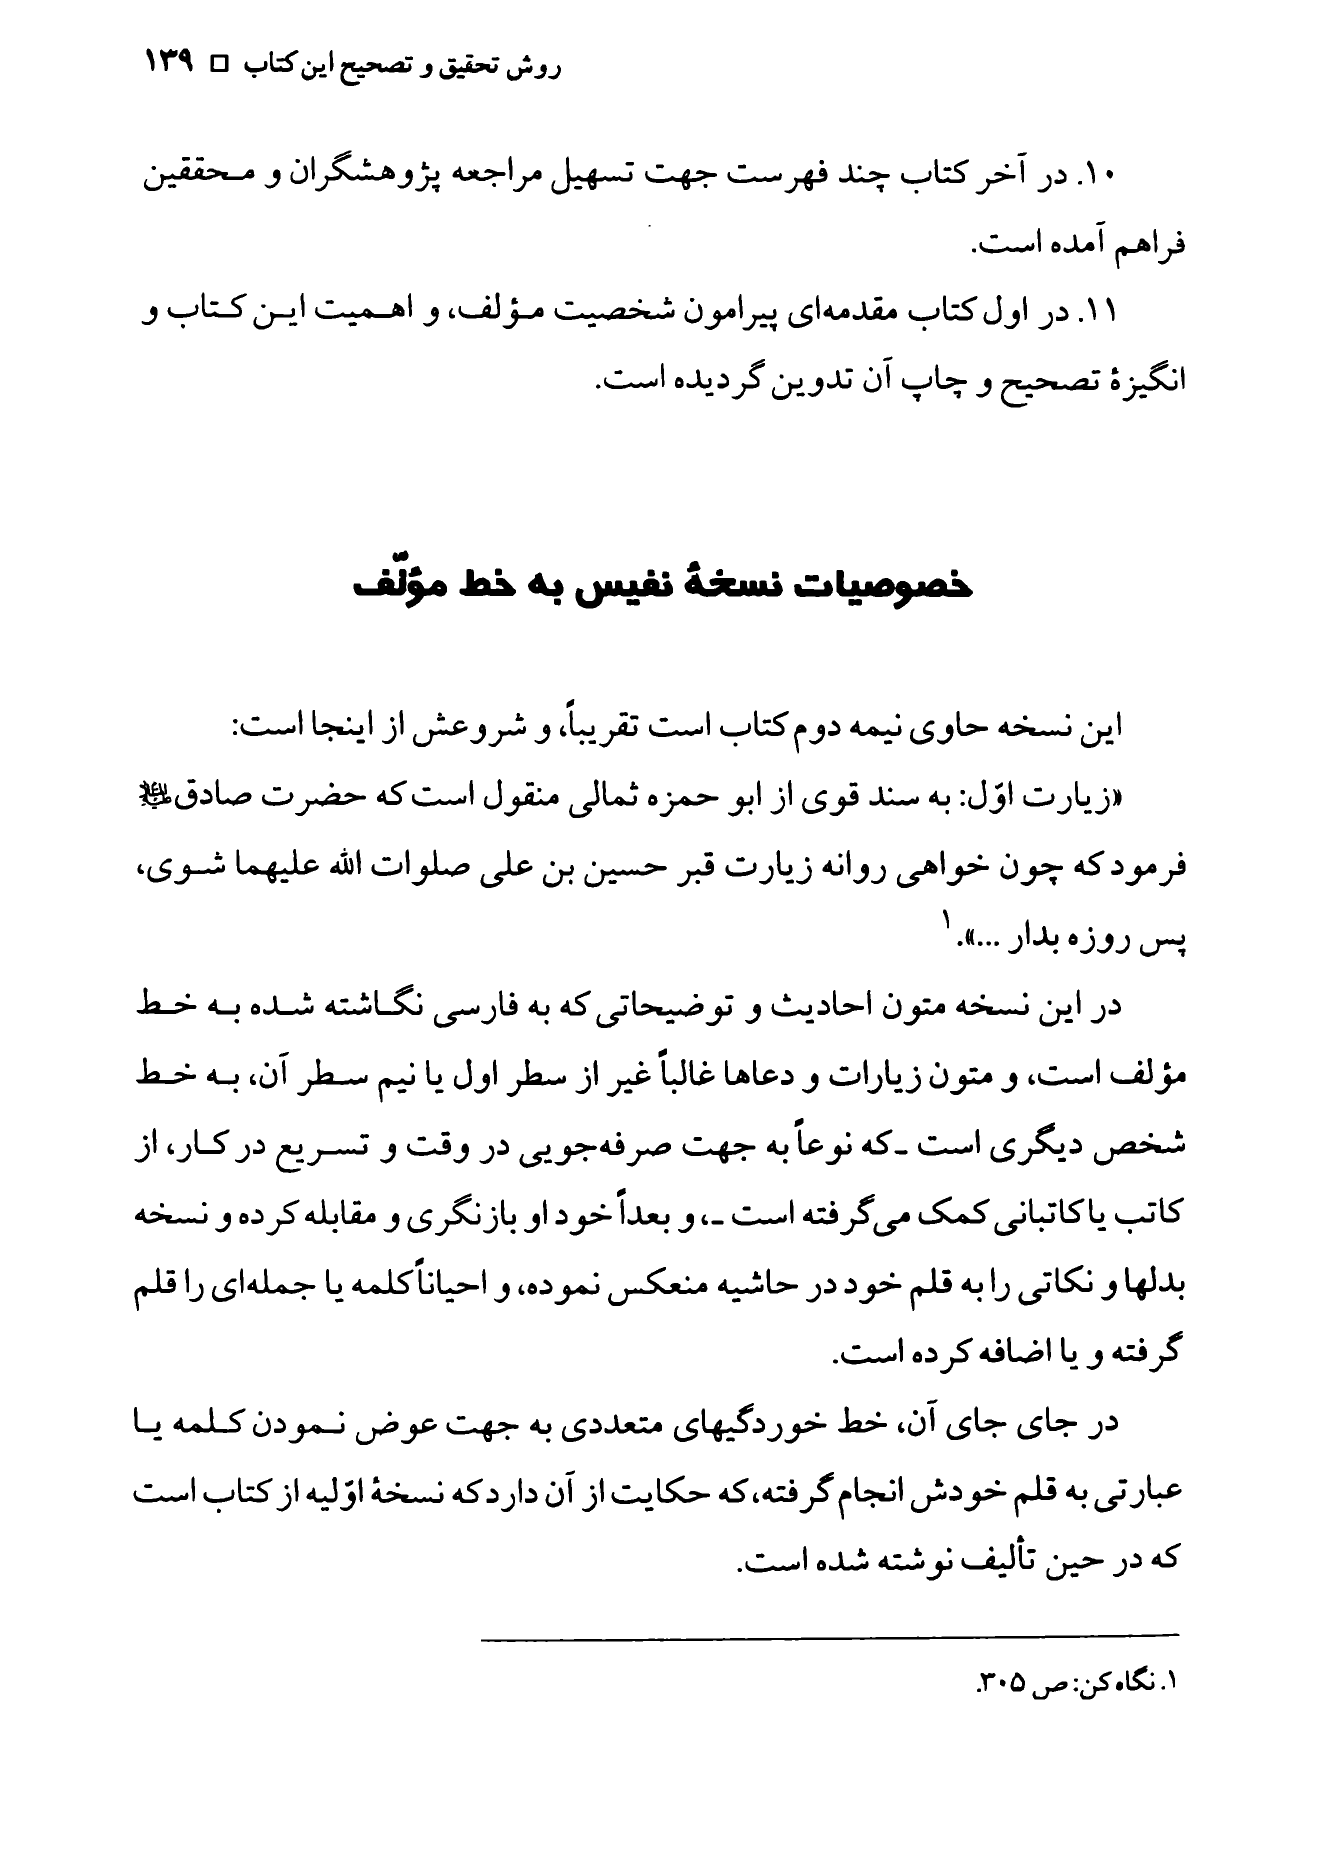 روش تحقیق و تصحیح این کتاب □ ۱۳۹
۱۰. در آخر کتاب چند فهرست جهت تسهیل مراجعه پژوهشگران و محققین
فراهم آمده است.
۱۱. در اول کتاب مقدمه‌ای پیرامون شخصیت مؤلف، و اهمیت این کتاب و
انگیزهٔ تصحیح و چاپ آن تدوین گردیده است.
خصوصیات نسخهٔ نفیس به خط مؤلّف
این نسخه حاوی نیمه دوم کتاب است تقریباً، و شروعش از اینجا است:
«زیارت اوّل: به سند قوی از ابو حمزه ثمالی منقول است که حضرت صادق علیه‌السلام
فرمود که چون خواهی روانه زیارت قبر حسین بن علی صلوات الله علیهما شوی،
پس روزه بدار ...».۱
در این نسخه متون احادیث و توضیحاتی که به فارسی نگاشته شده به خط
مؤلف است، و متون زیارات و دعاها غالباً غیر از سطر اول یا نیم سطر آن، به خط
شخص دیگری است ـ که نوعاً به جهت صرفه‌جویی در وقت و تسریع در کار، از
کاتب یا کاتبانی کمک می‌گرفته است ـ، و بعداً خود او بازنگری و مقابله کرده و نسخه
بدلها و نکاتی را به قلم خود در حاشیه منعکس نموده، و احیاناً کلمه یا جمله‌ای را قلم
گرفته و یا اضافه کرده است.
در جای جای آن، خط خوردگیهای متعددی به جهت عوض نمودن کلمه یا
عبارتی به قلم خودش انجام گرفته، که حکایت از آن دارد که نسخهٔ اوّلیه از کتاب است
که در حین تألیف نوشته شده است.
۱. نگاه کن: ص ۳۰۵.